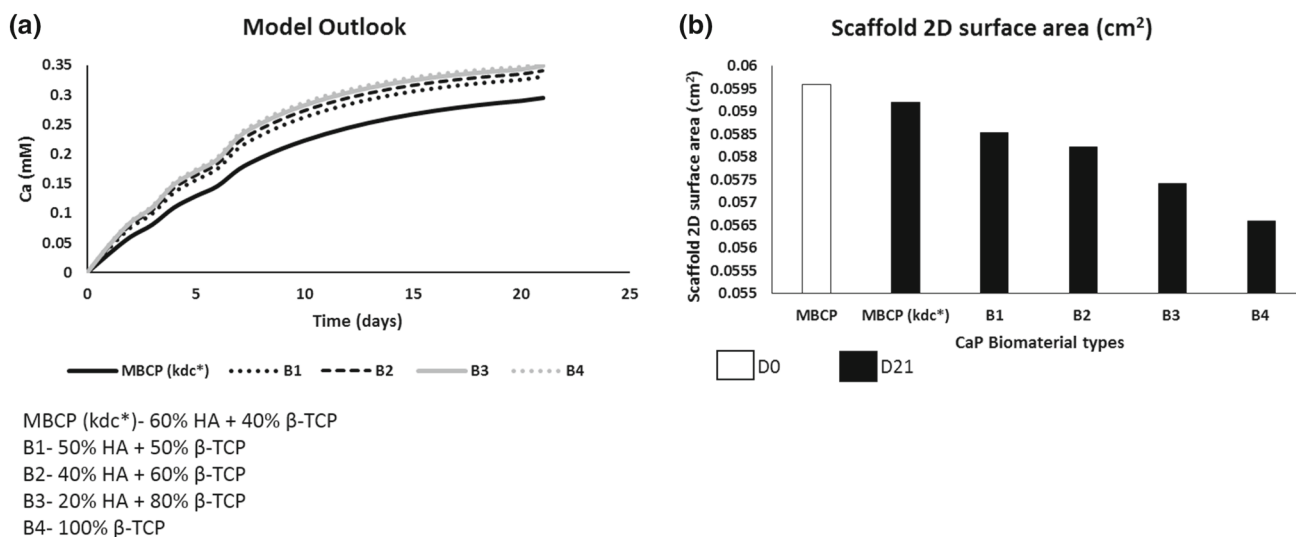 (a)
Model Outlook
Ca (mM)
0.35
0.3
0.25
0.2
0.15
0.1
0.05
0
0 5 10 15 20 25
Time (days)
MBCP (kdc*) B1 B2 B3 B4
MBCP (kdc*)- 60% HA + 40% β-TCP
B1- 50% HA + 50% β-TCP
B2- 40% HA + 60% β-TCP
B3- 20% HA + 80% β-TCP
B4- 100% β-TCP
(b)
Scaffold 2D surface area (cm²)
Scaffold 2D surface area (cm²)
0.06
0.0595
0.059
0.0585
0.058
0.0575
0.057
0.0565
0.056
0.0555
0.055
MBCP MBCP (kdc*) B1 B2 B3 B4
CaP Biomaterial types
D0 D21